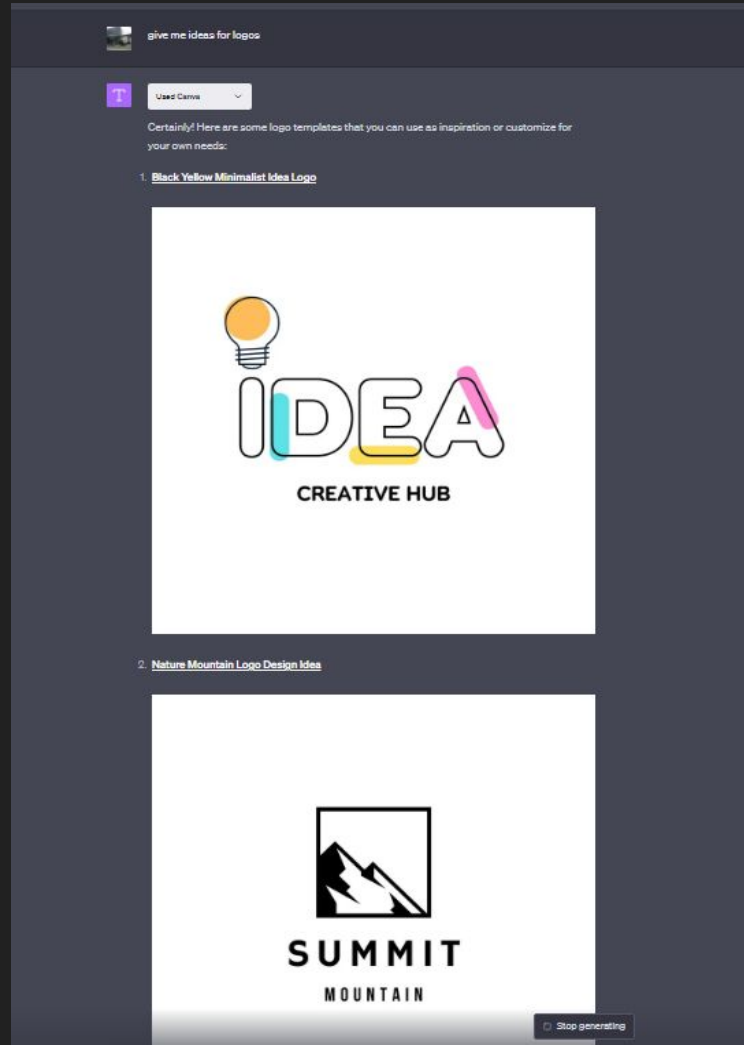 give me ideas for logos
T
Used Canva
Certainly! Here are some logo templates that you can use as inspiration or customize for
your own needs:
1. Black Yellow Minimalist Idea Logo
IDEA
CREATIVE HUB
2. Nature Mountain Logo Design Idea
SUMMIT
MOUNTAIN
Stop generating